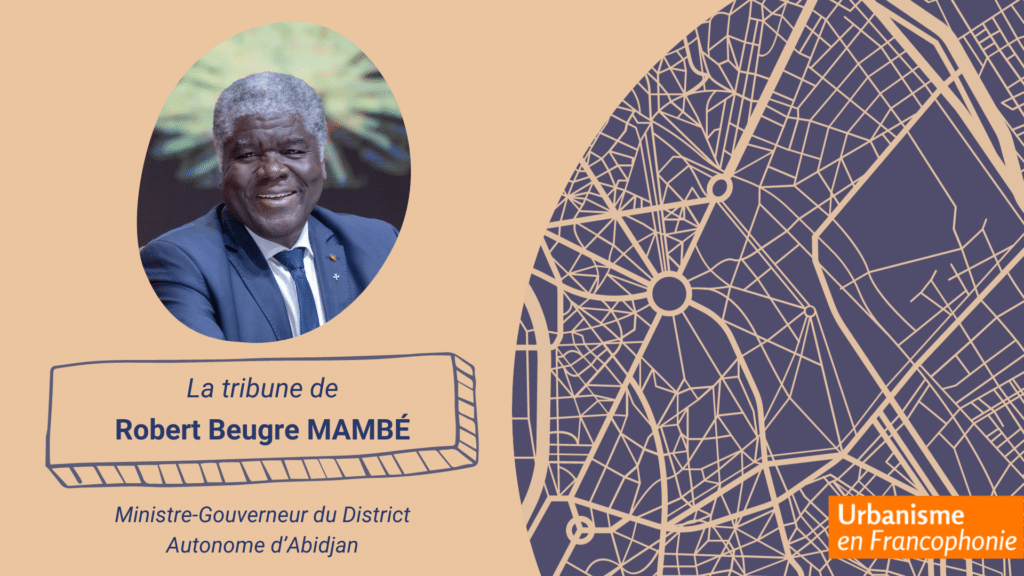 La tribune de
Robert Beugre MAMBÉ
Ministre-Gouverneur du District
Autonome d’Abidjan
Urbanisme
en Francophonie